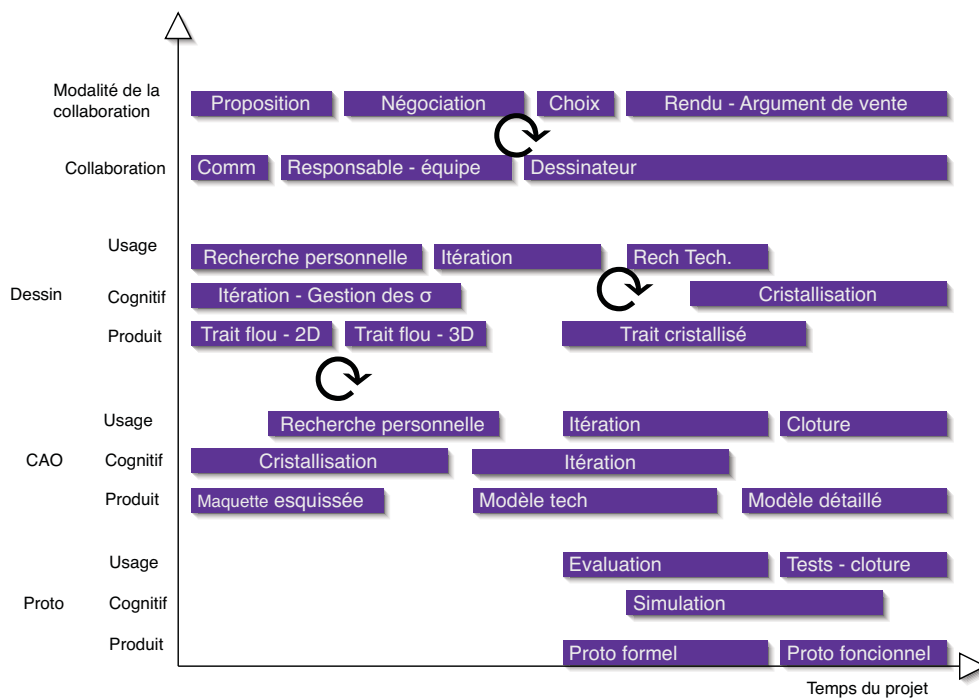 Modalité de la
collaboration
Proposition
Négociation
Choix
Rendu - Argument de vente
Collaboration
Comm
Responsable - équipe
Dessinateur
Usage
Recherche personnelle
Itération
Rech Tech.
Dessin
Cognitif
Itération - Gestion des σ
Cristallisation
Produit
Trait flou - 2D
Trait flou - 3D
Trait cristallisé
Usage
Recherche personnelle
Itération
Cloture
CAO
Cognitif
Cristallisation
Itération
Produit
Maquette esquissée
Modèle tech
Modèle détaillé
Usage
Evaluation
Tests - cloture
Proto
Cognitif
Simulation
Produit
Proto formel
Proto foncionnel
Temps du projet